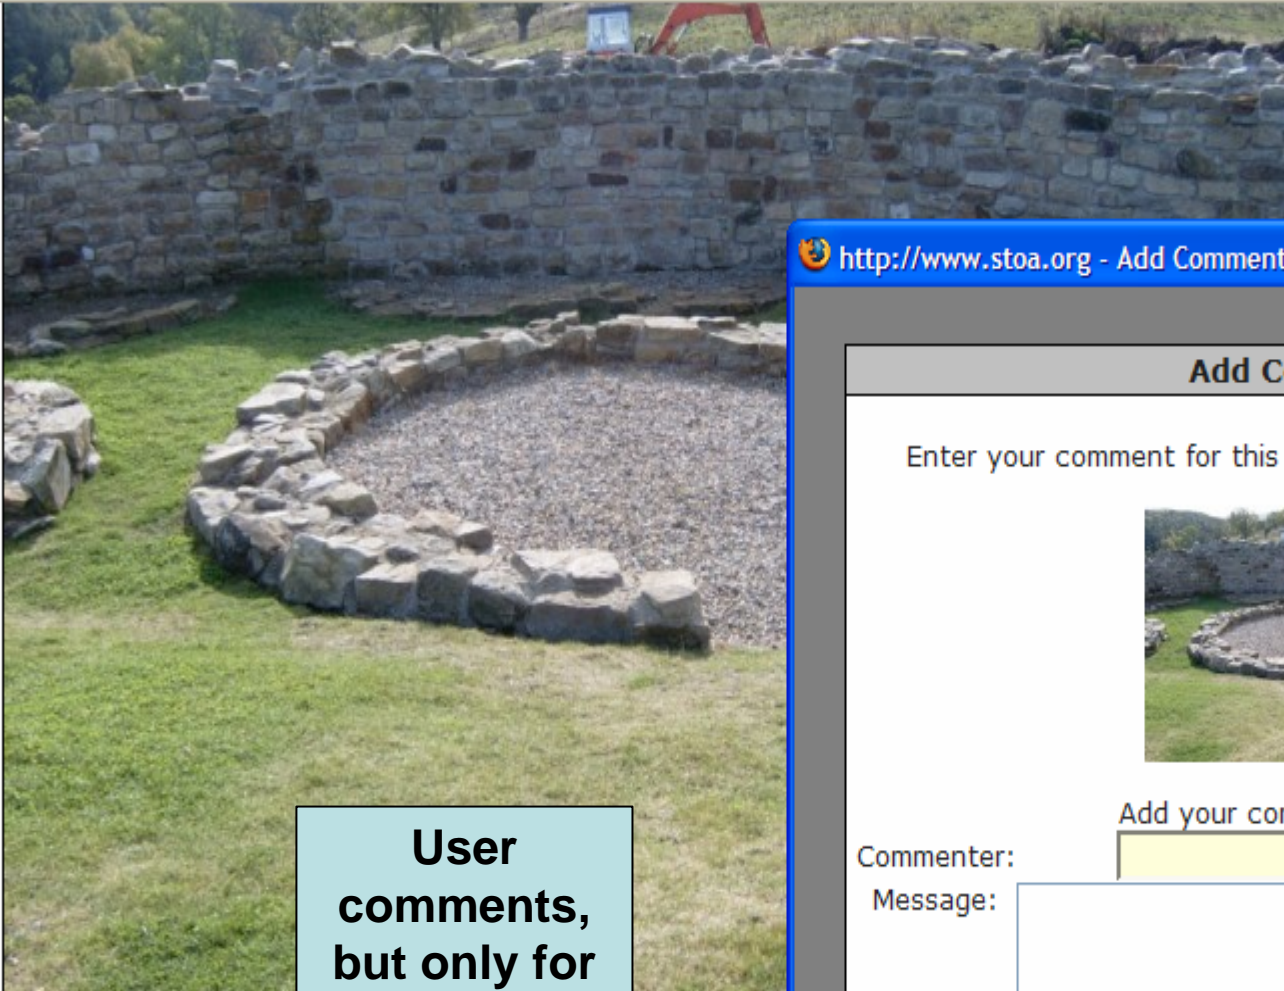 http://www.stoa.org - Add Comment
Add C
Enter your comment for this
Add your con
Commenter:
Message:
User
comments,
but only for